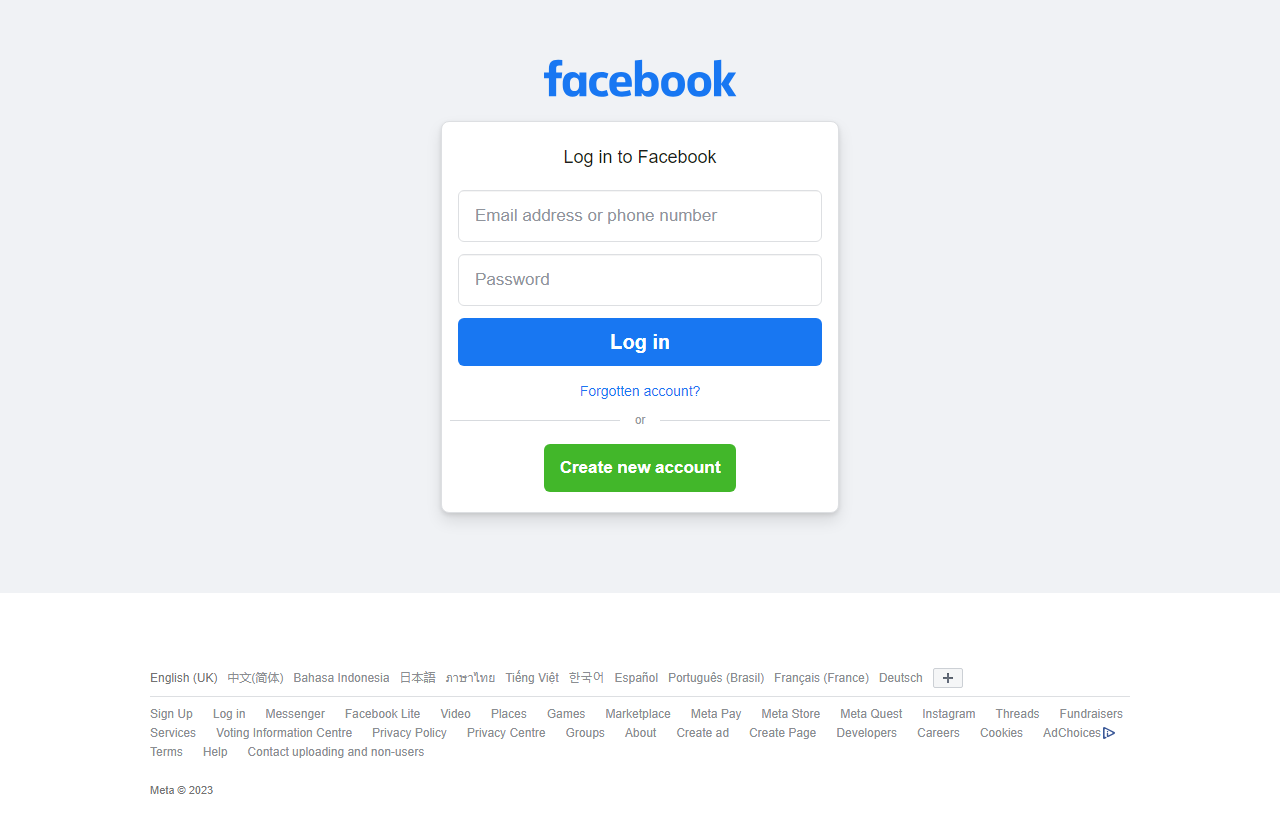 facebook
Log in to Facebook
Email address or phone number
Password
Log in
Forgotten account?
or
Create new account
English (UK) 中文(简体) Bahasa Indonesia 日本語 ภาษาไทย Tiếng Việt 한국어 Español Português (Brasil) Français (France) Deutsch
Sign Up Log in Messenger Facebook Lite Video Places Games Marketplace Meta Pay Meta Store Meta Quest Instagram Threads Fundraisers
Services Voting Information Centre Privacy Policy Privacy Centre Groups About Create ad Create Page Developers Careers Cookies AdChoices
Terms Help Contact uploading and non-users
Meta © 2023